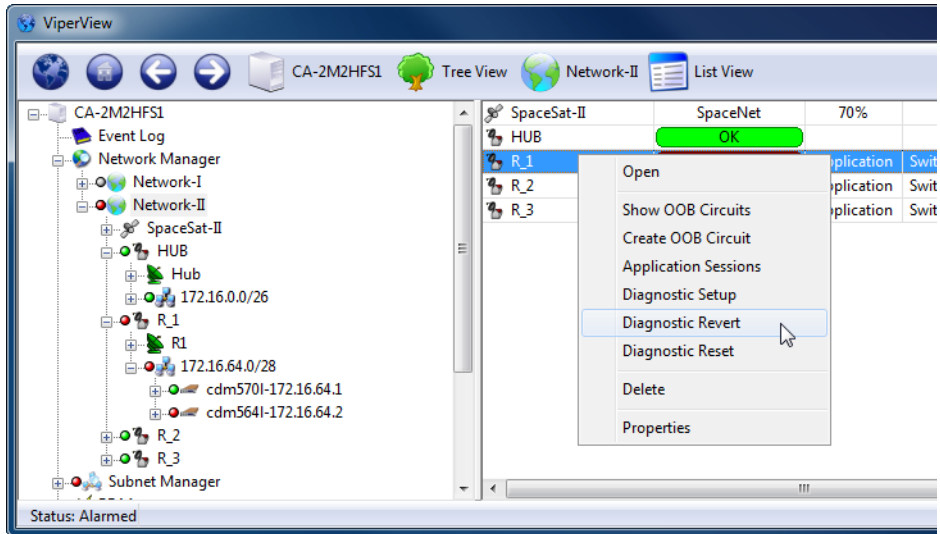 ViperView
CA-2M2HFS1 Tree View Network-II List View
CA-2M2HFS1
Event Log
Network Manager
Network-I
Network-II
SpaceSat-II
HUB
Hub
172.16.0.0/26
R_1
R1
172.16.64.0/28
cdm570l-172.16.64.1
cdm564l-172.16.64.2
R_2
R_3
Subnet Manager
SpaceSat-II SpaceNet 70%
HUB OK
R_1 Swit
R_2 Swit
R_3 Swit
Open
Show OOB Circuits
Create OOB Circuit
Application Sessions
Diagnostic Setup
Diagnostic Revert
Diagnostic Reset
Delete
Properties
Status: Alarmed